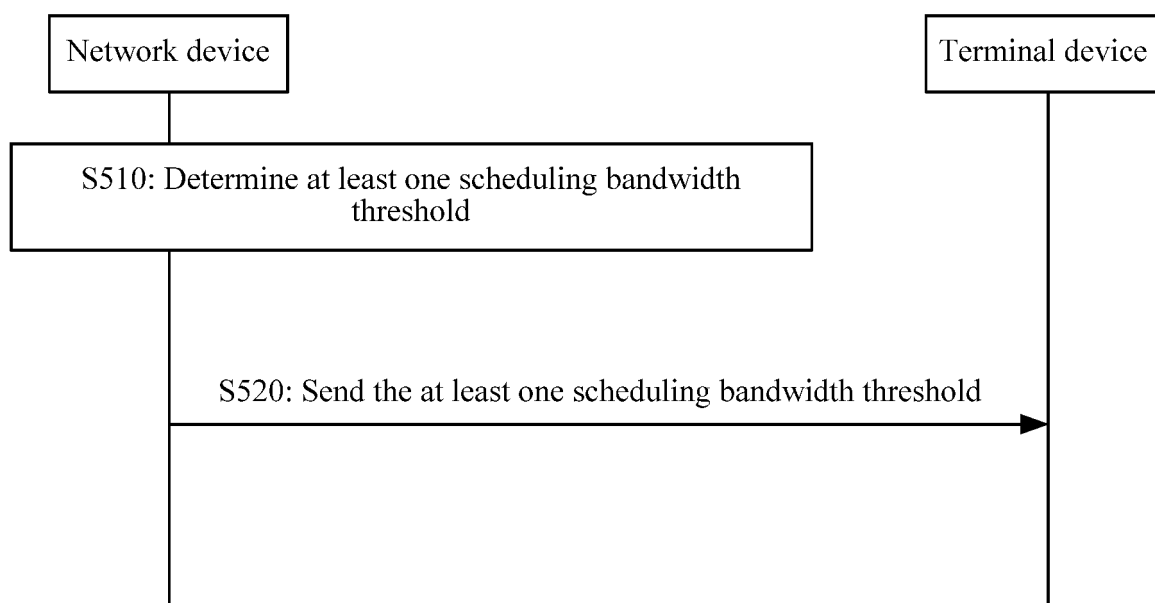 Network device
Terminal device
S510: Determine at least one scheduling bandwidth
threshold
S520: Send the at least one scheduling bandwidth threshold